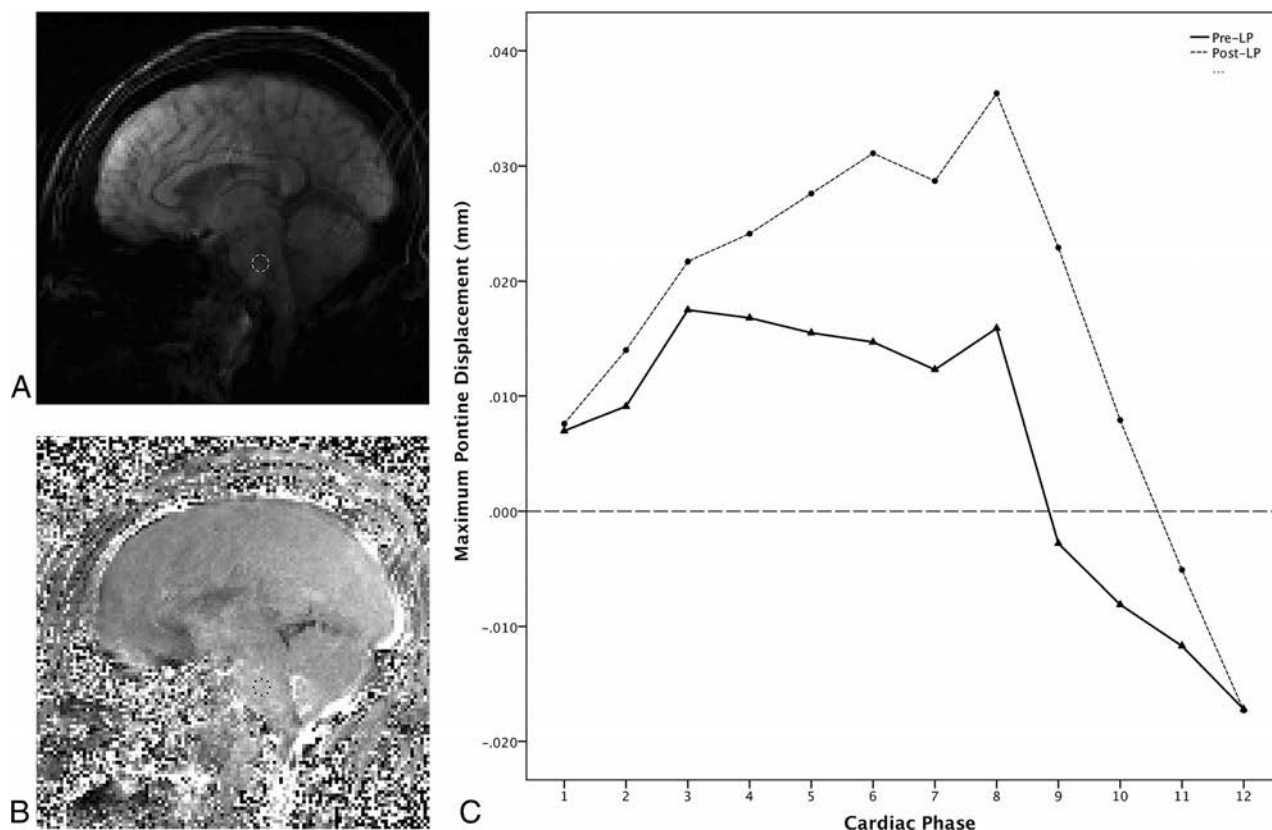 A
B
C
Maximum Pontine Displacement (mm)
.040
.030
.020
.010
.000
-.010
-.020
1 2 3 4 5 6 7 8 9 10 11 12
Cardiac Phase
Pre-LP
Post-LP
...